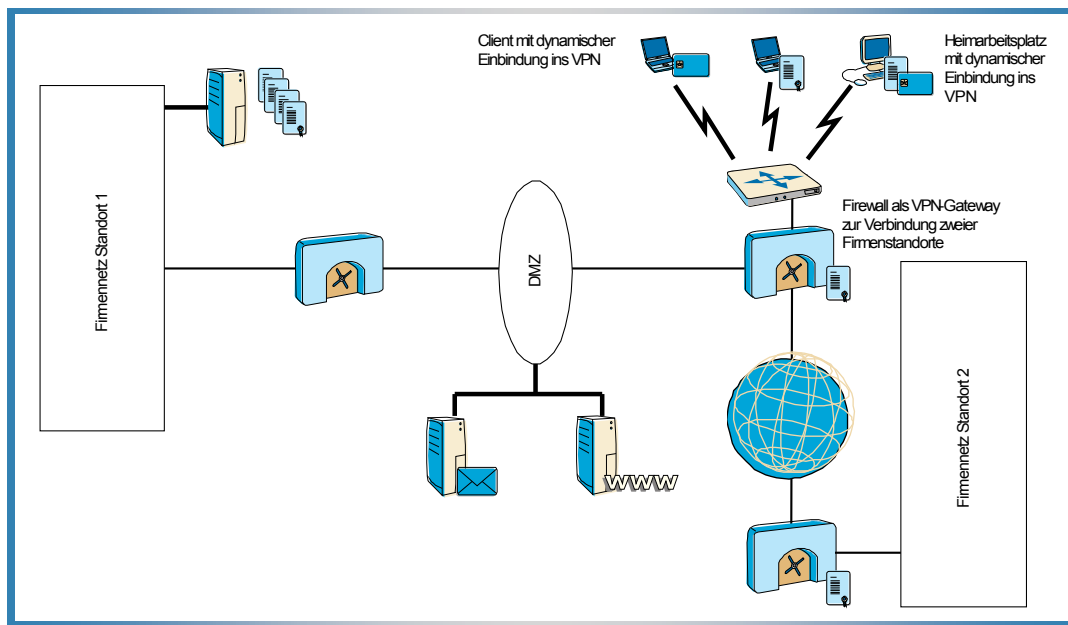 Client mit dynamischer
Einbindung ins VPN
Heimarbeitsplatz
mit dynamischer
Einbindung ins
VPN
Firmennetz Standort 1
DMZ
Firewall als VPN-Gateway
zur Verbindung zweier
Firmenstandorte
WWW
Firmennetz Standort 2